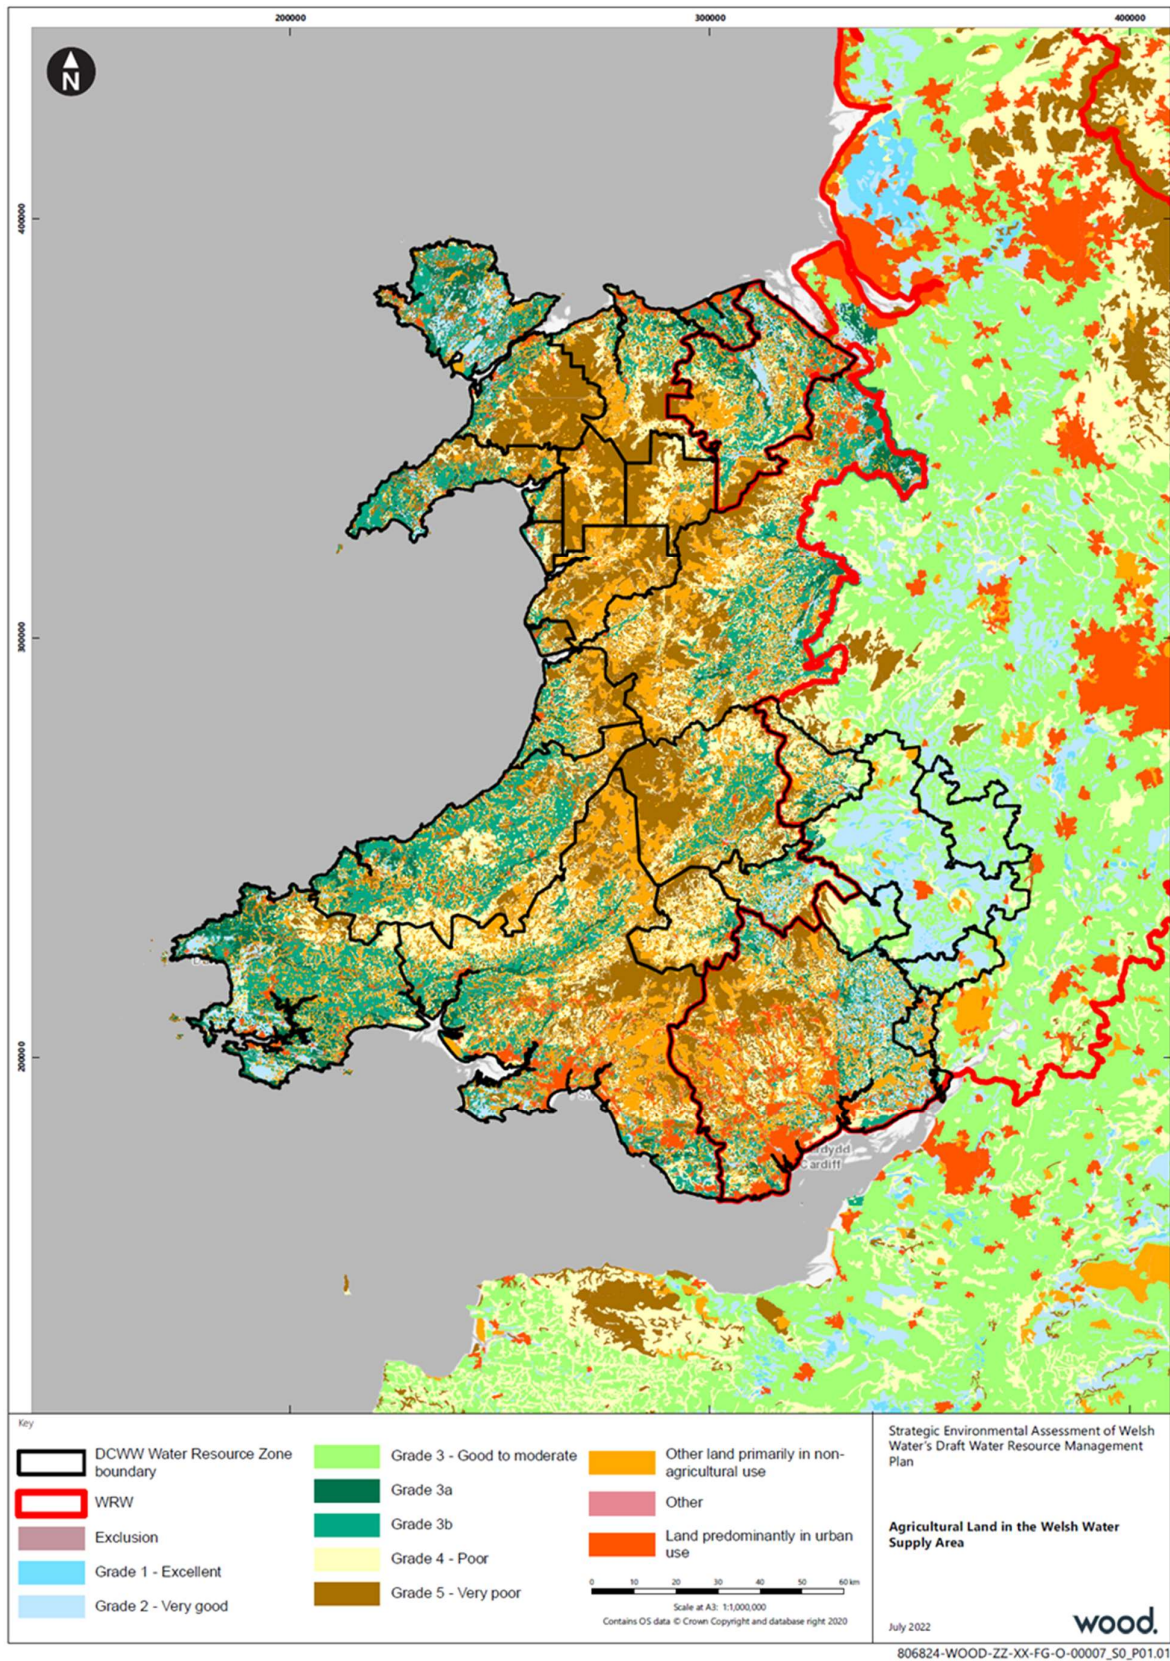 200000
300000
400000
N
400000
300000
200000
Cardiff
Key
DCWW Water Resource Zone
boundary
WRW
Exclusion
Grade 1 - Excellent
Grade 2 - Very good
Grade 3 - Good to moderate
Grade 3a
Grade 3b
Grade 4 - Poor
Grade 5 - Very poor
Other land primarily in non-
agricultural use
Other
Land predominantly in urban
use
0 10 20 30 40 50 60 km
Scale at A3: 1:1,000,000
Contains OS data © Crown Copyright and database right 2020
Strategic Environmental Assessment of Welsh
Water's Draft Water Resource Management
Plan
Agricultural Land in the Welsh Water
Supply Area
July 2022
wood.
806824-WOOD-ZZ-XX-FG-O-00007_S0_P01.01